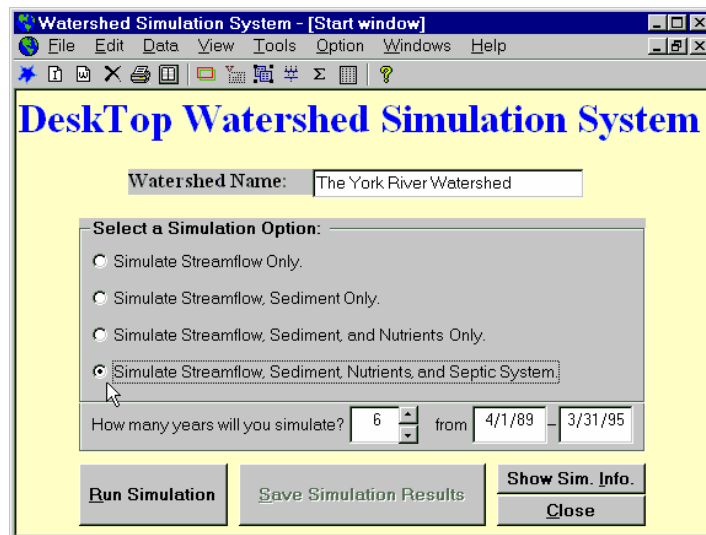 Watershed Simulation System - [Start window]
File Edit Data View Tools Option Windows Help
Σ ?
DeskTop Watershed Simulation System
Watershed Name: The York River Watershed
Select a Simulation Option:
Simulate Streamflow Only.
Simulate Streamflow, Sediment Only.
Simulate Streamflow, Sediment, and Nutrients Only.
Simulate Streamflow, Sediment, Nutrients, and Septic System.
How many years will you simulate? 6 from 4/1/89 – 3/31/95
Run Simulation Save Simulation Results Show Sim. Info.
Close